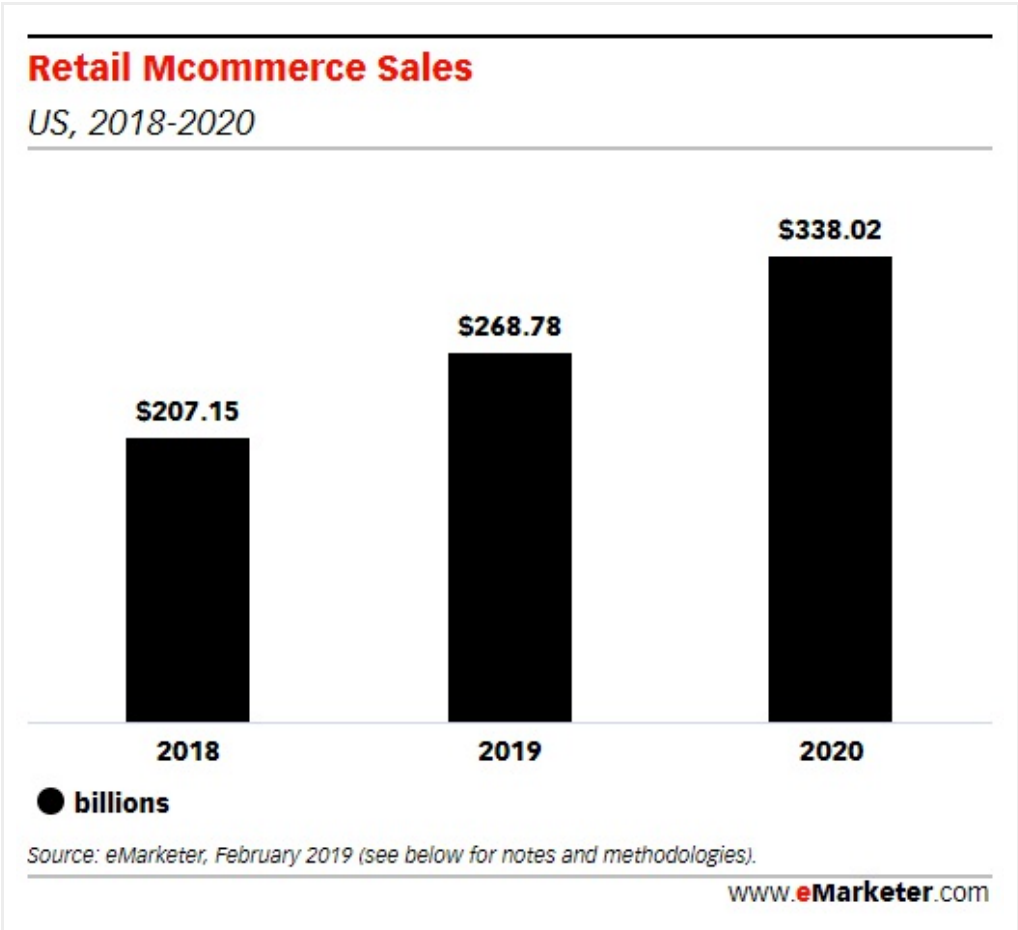 Retail Mcommerce Sales
US, 2018-2020
$338.02
$268.78
$207.15
2018 2019 2020
billions
Source: eMarketer, February 2019 (see below for notes and methodologies).
www.eMarketer.com